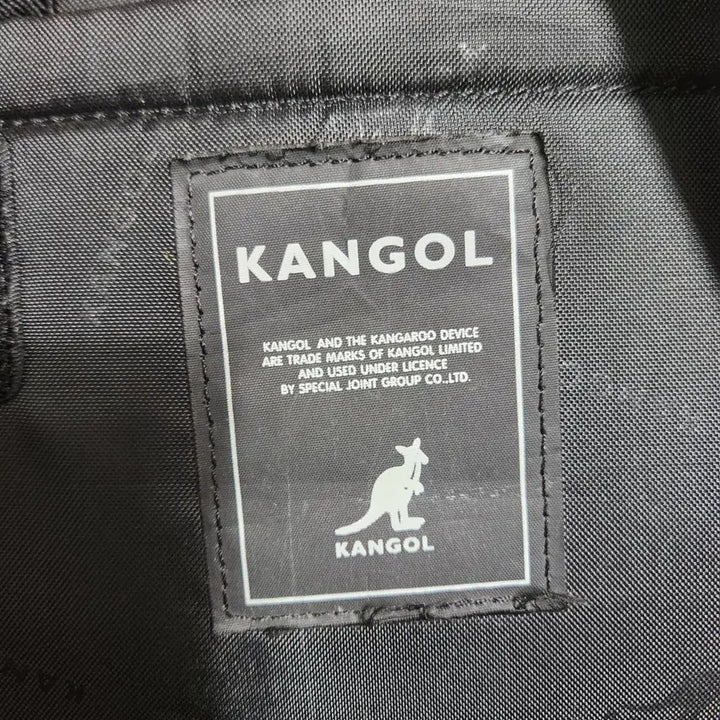 KANGOL
KANGOL AND THE KANGAROO DEVICE
ARE TRADE MARKS OF KANGOL LIMITED
AND USED UNDER LICENCE
BY SPECIAL JOINT GROUP CO.,LTD.
KANGOL